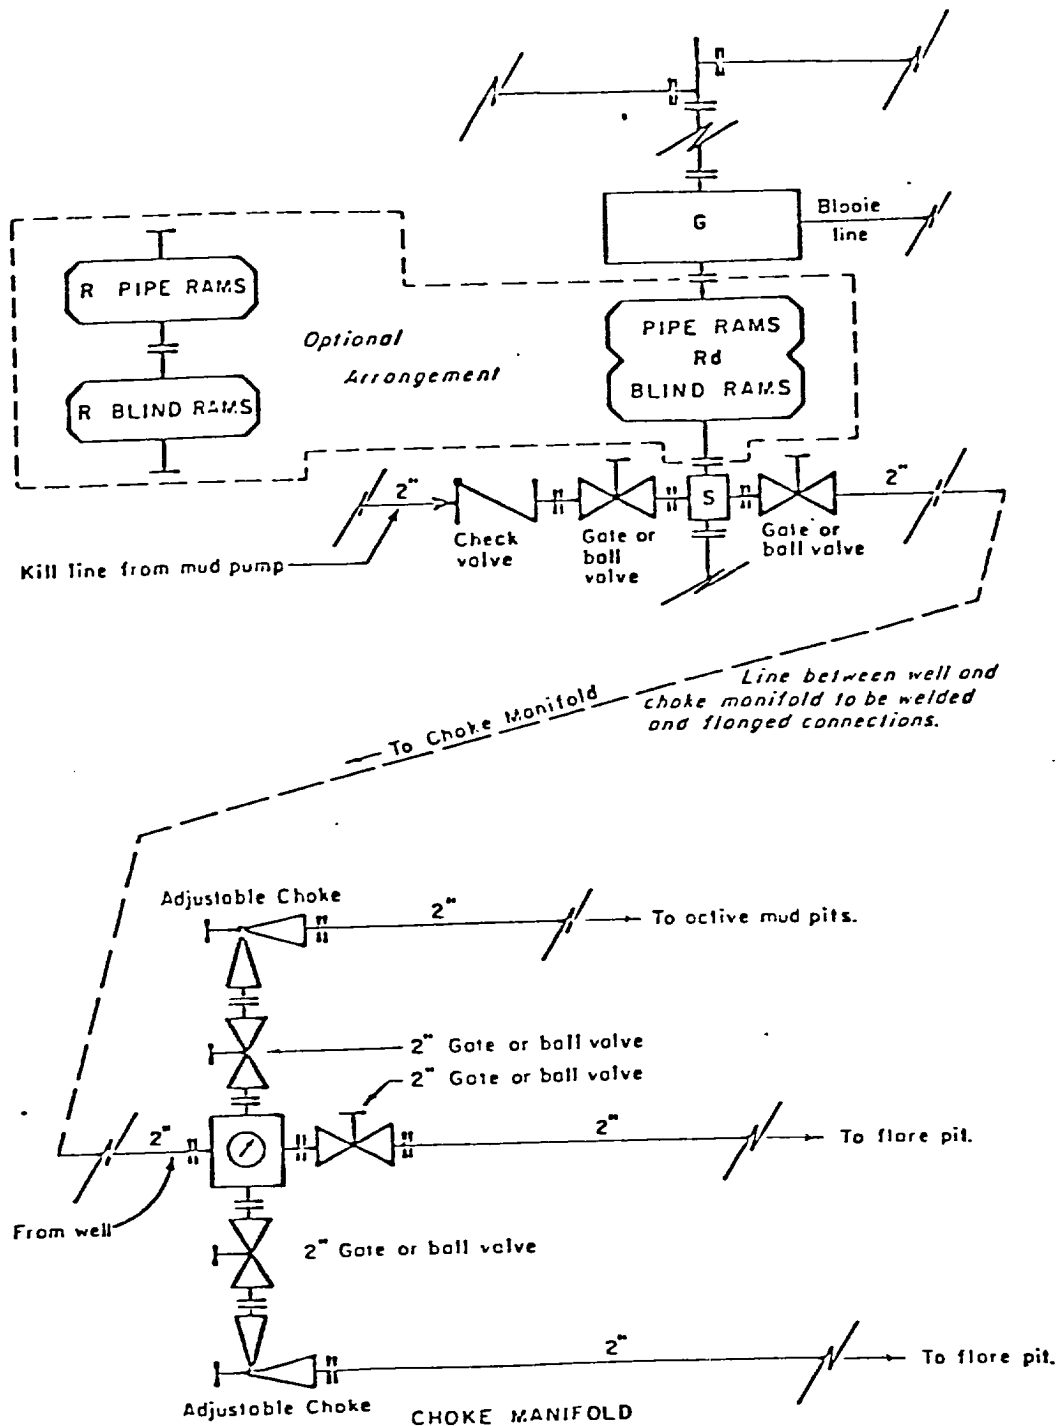 G
Blooie
line
R PIPE RAMS
R BLIND RAMS
Optional
Arrangement
PIPE RAMS
Rd
BLIND RAMS
2"
S
2"
Check
valve
Gate or
ball
valve
Gate or
ball valve
Kill line from mud pump
Line between well and
choke manifold to be welded
and flanged connections.
To Choke Manifold
Adjustable Choke
2"
To active mud pits.
2" Gate or ball valve
2" Gate or ball valve
2"
2"
To flare pit.
From well
2" Gate or ball valve
2"
To flare pit.
Adjustable Choke
CHOKE MANIFOLD